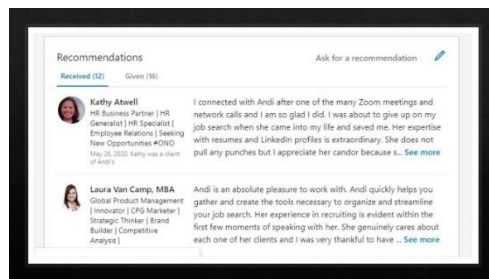 Recommendations
Ask for a recommendation
Received (12)
Given (16)
Kathy Atwell
HR Business Partner | HR
Generalist | HR Specialist |
Employee Relations | Seeking
New Opportunities #ONO
May 28, 2020, Kathy was a client
of Andi's
I connected with Andi after one of the many Zoom meetings and
network calls and I am so glad I did. I was about to give up on my
job search when she came into my life and saved me. Her expertise
with resumes and LinkedIn profiles is extraordinary. She does not
pull any punches but I appreciate her candor because s... See more
Laura Van Camp, MBA
Global Product Management
| Innovator | CPG Marketer |
Strategic Thinker | Brand
Builder | Competitive
Analysis |
Andi is an absolute pleasure to work with. Andi quickly helps you
gather and create the tools necessary to organize and streamline
your job search. Her experience in recruiting is evident within the
first few moments of speaking with her. She genuinely cares about
each one of her clients and I was very thankful to have ... See more